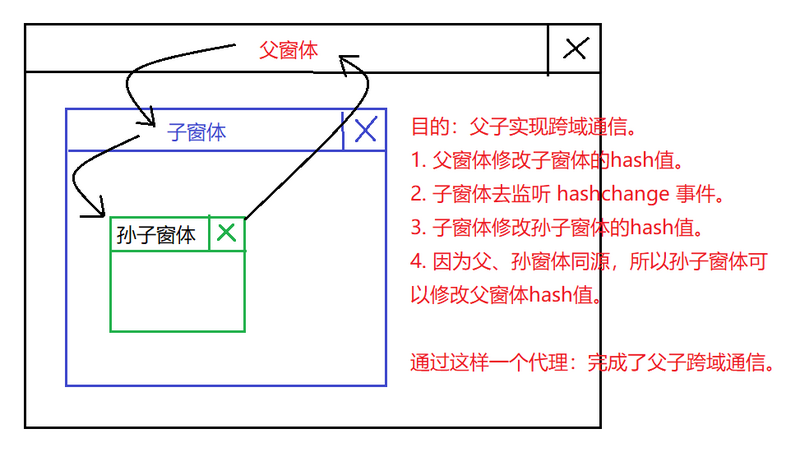 父窗体
子窗体
孙子窗体
目的：父子实现跨域通信。
1. 父窗体修改子窗体的hash值。
2. 子窗体去监听 hashchange 事件。
3. 子窗体修改孙子窗体的hash值。
4. 因为父、孙窗体同源，所以孙子窗体可
以修改父窗体hash值。
通过这样一个代理：完成了父子跨域通信。